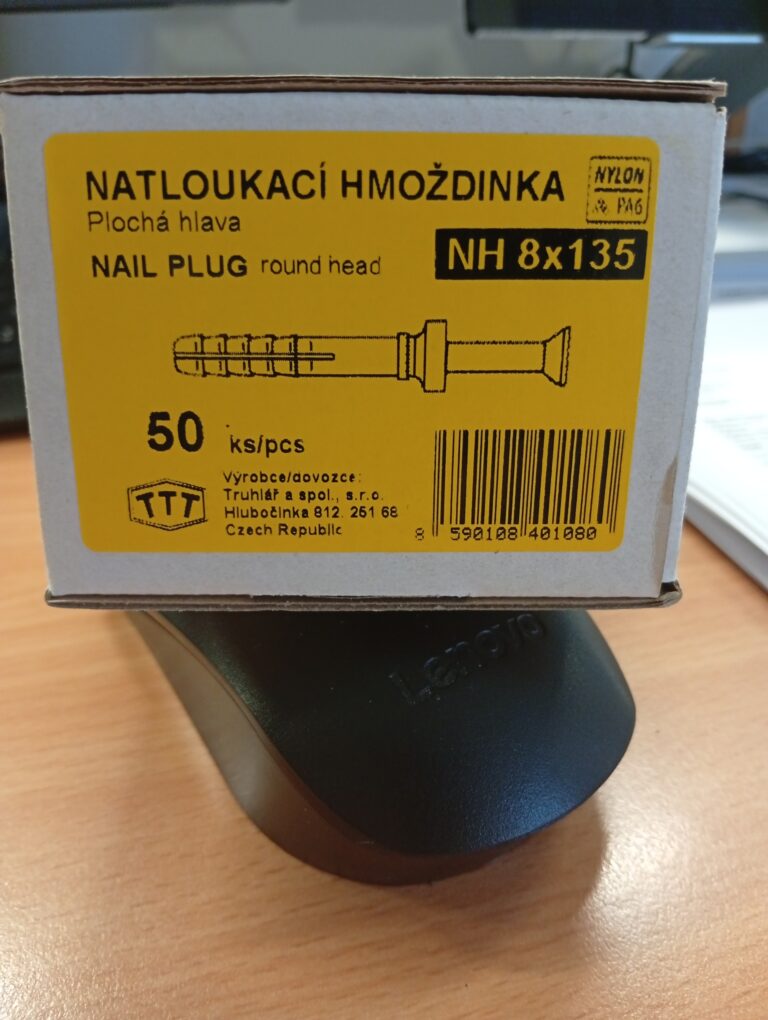 NATLOUKACÍ HMOŽDINKA
NYLON
PA6
Plochá hlava
NAIL PLUG round head
NH 8x135
50 ks/pcs
TTT
Výrobce/dovozce:
Truhlář a spol., s.r.o.
Hlubočinka 812. 251 68
Czech Republic
8 590108 401080
Lenovo